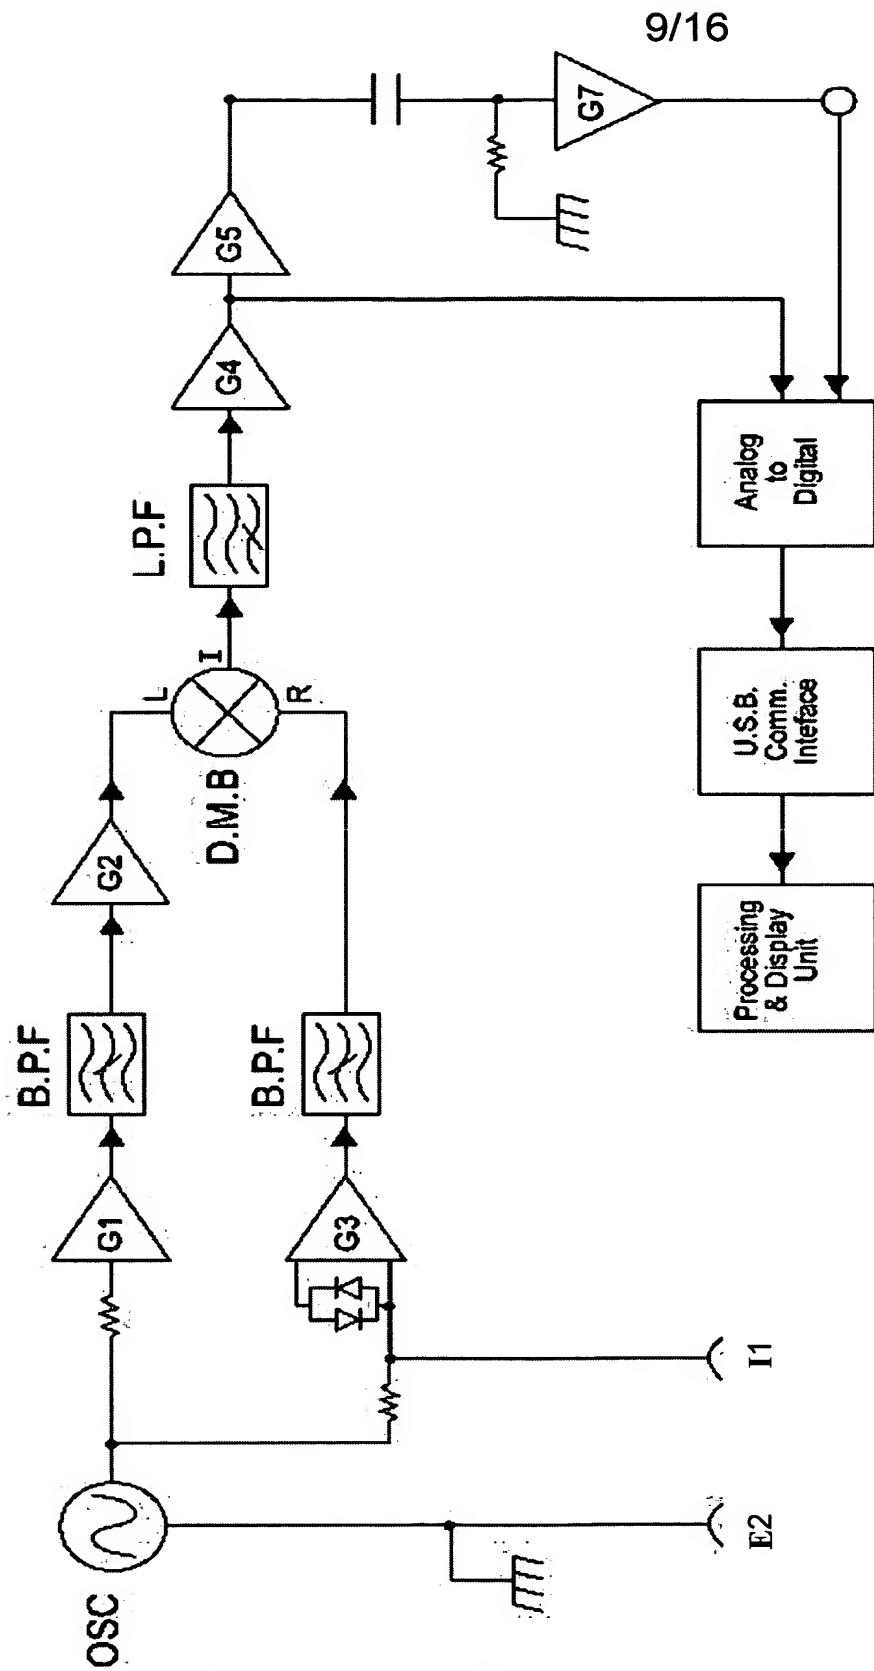 9/16
OSC
G1
B.P.F
G2
L
D.M.B
I
R
L.P.F
G4
G5
G7
G3
B.P.F
E2
I1
Analog
to
Digital
U.S.B.
Comm.
Inteface
Processing
& Display
Unit